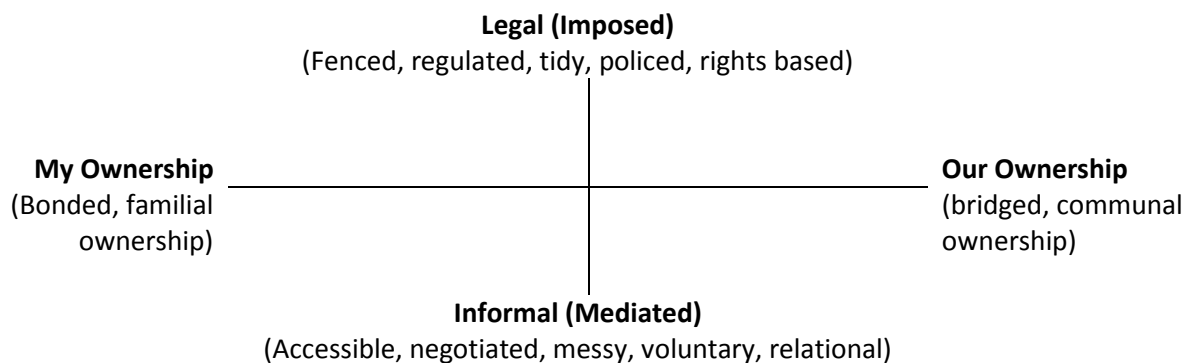 Legal (Imposed)
(Fenced, regulated, tidy, policed, rights based)
My Ownership
(Bonded, familial
ownership)
Our Ownership
(bridged, communal
ownership)
Informal (Mediated)
(Accessible, negotiated, messy, voluntary, relational)